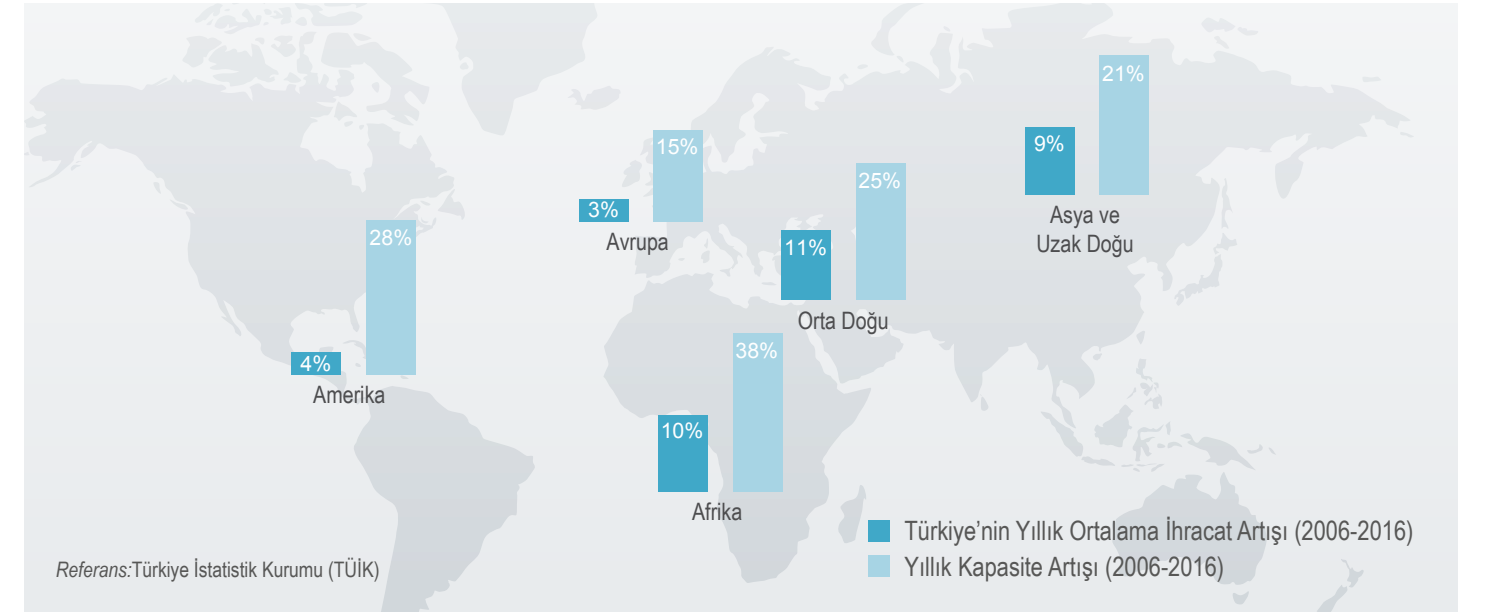 21%
9%
Asya ve
Uzak Doğu
15%
3%
Avrupa
25%
11%
Orta Doğu
28%
4%
Amerika
38%
10%
Afrika
Türkiye’nin Yıllık Ortalama İhracat Artışı (2006-2016)
Yıllık Kapasite Artışı (2006-2016)
Referans:Türkiye İstatistik Kurumu (TÜİK)